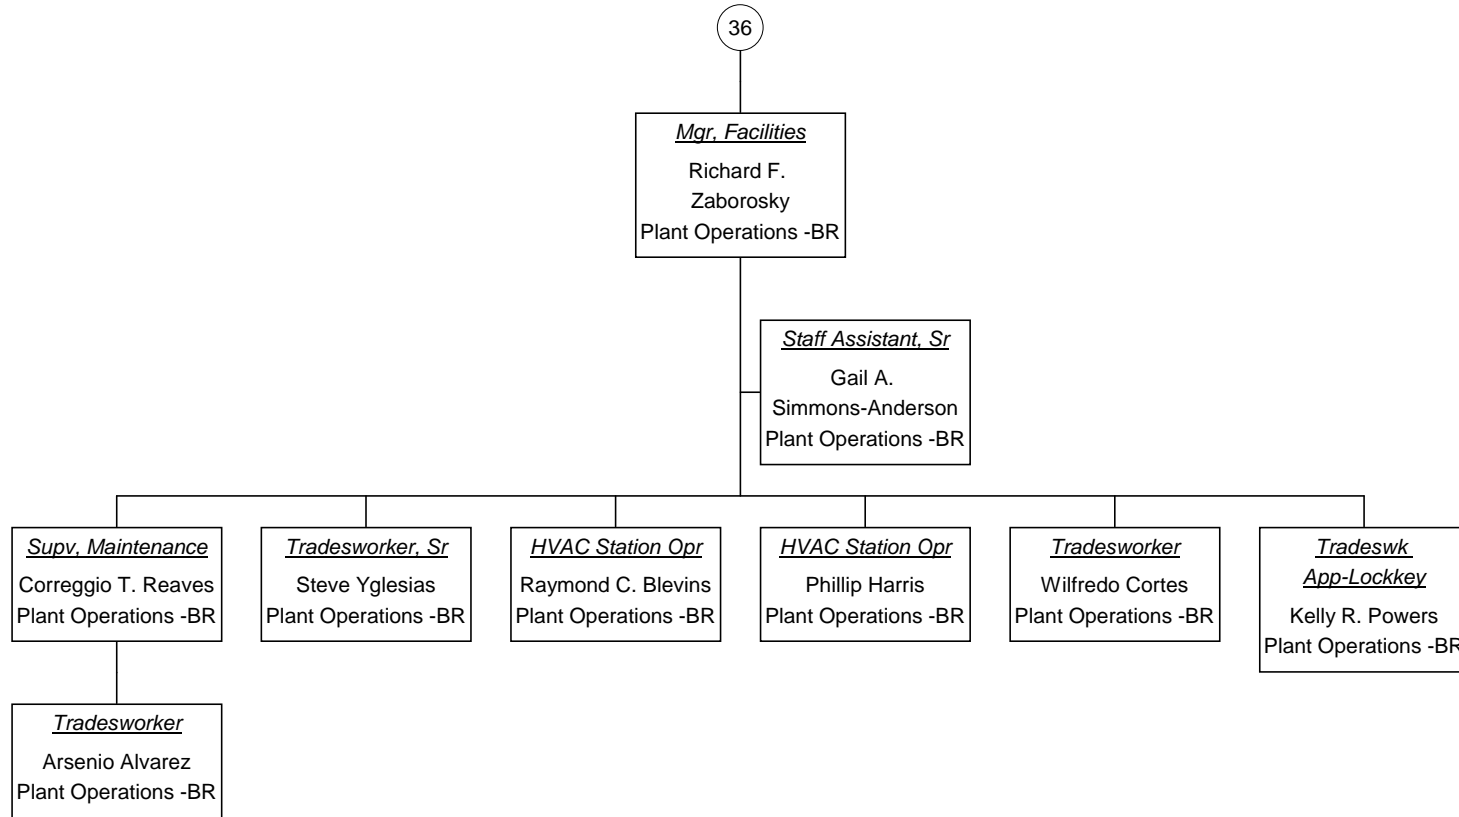 36
Mgr, Facilities
Richard F.
Zaborosky
Plant Operations -BR
Staff Assistant, Sr
Gail A.
Simmons-Anderson
Plant Operations -BR
Supv, Maintenance
Correggio T. Reaves
Plant Operations -BR
Tradesworker, Sr
Steve Yglesias
Plant Operations -BR
HVAC Station Opr
Raymond C. Blevins
Plant Operations -BR
HVAC Station Opr
Phillip Harris
Plant Operations -BR
Tradesworker
Wilfredo Cortes
Plant Operations -BR
Tradeswk
App-Lockkey
Kelly R. Powers
Plant Operations -BR
Tradesworker
Arsenio Alvarez
Plant Operations -BR